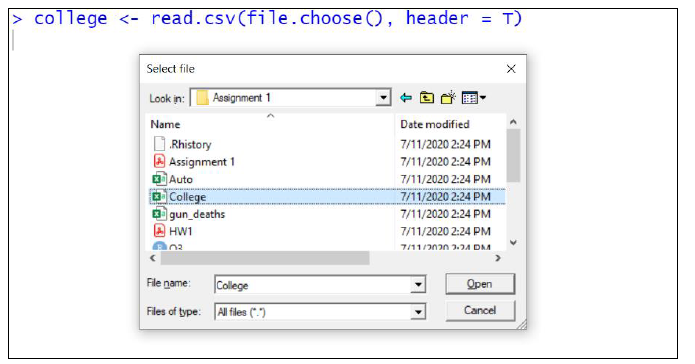 > college <- read.csv(file.choose(), header = T)
Select file
Look in: Assignment 1
Name Date modified
.Rhistory 7/11/2020 2:24 PM
Assignment 1 7/11/2020 2:24 PM
Auto 7/11/2020 2:24 PM
College 7/11/2020 2:24 PM
gun_deaths 7/11/2020 2:24 PM
HW1 7/11/2020 2:24 PM
7/11/2020 2:24 PM
File name: College Open
Files of type: All files (*.*) Cancel